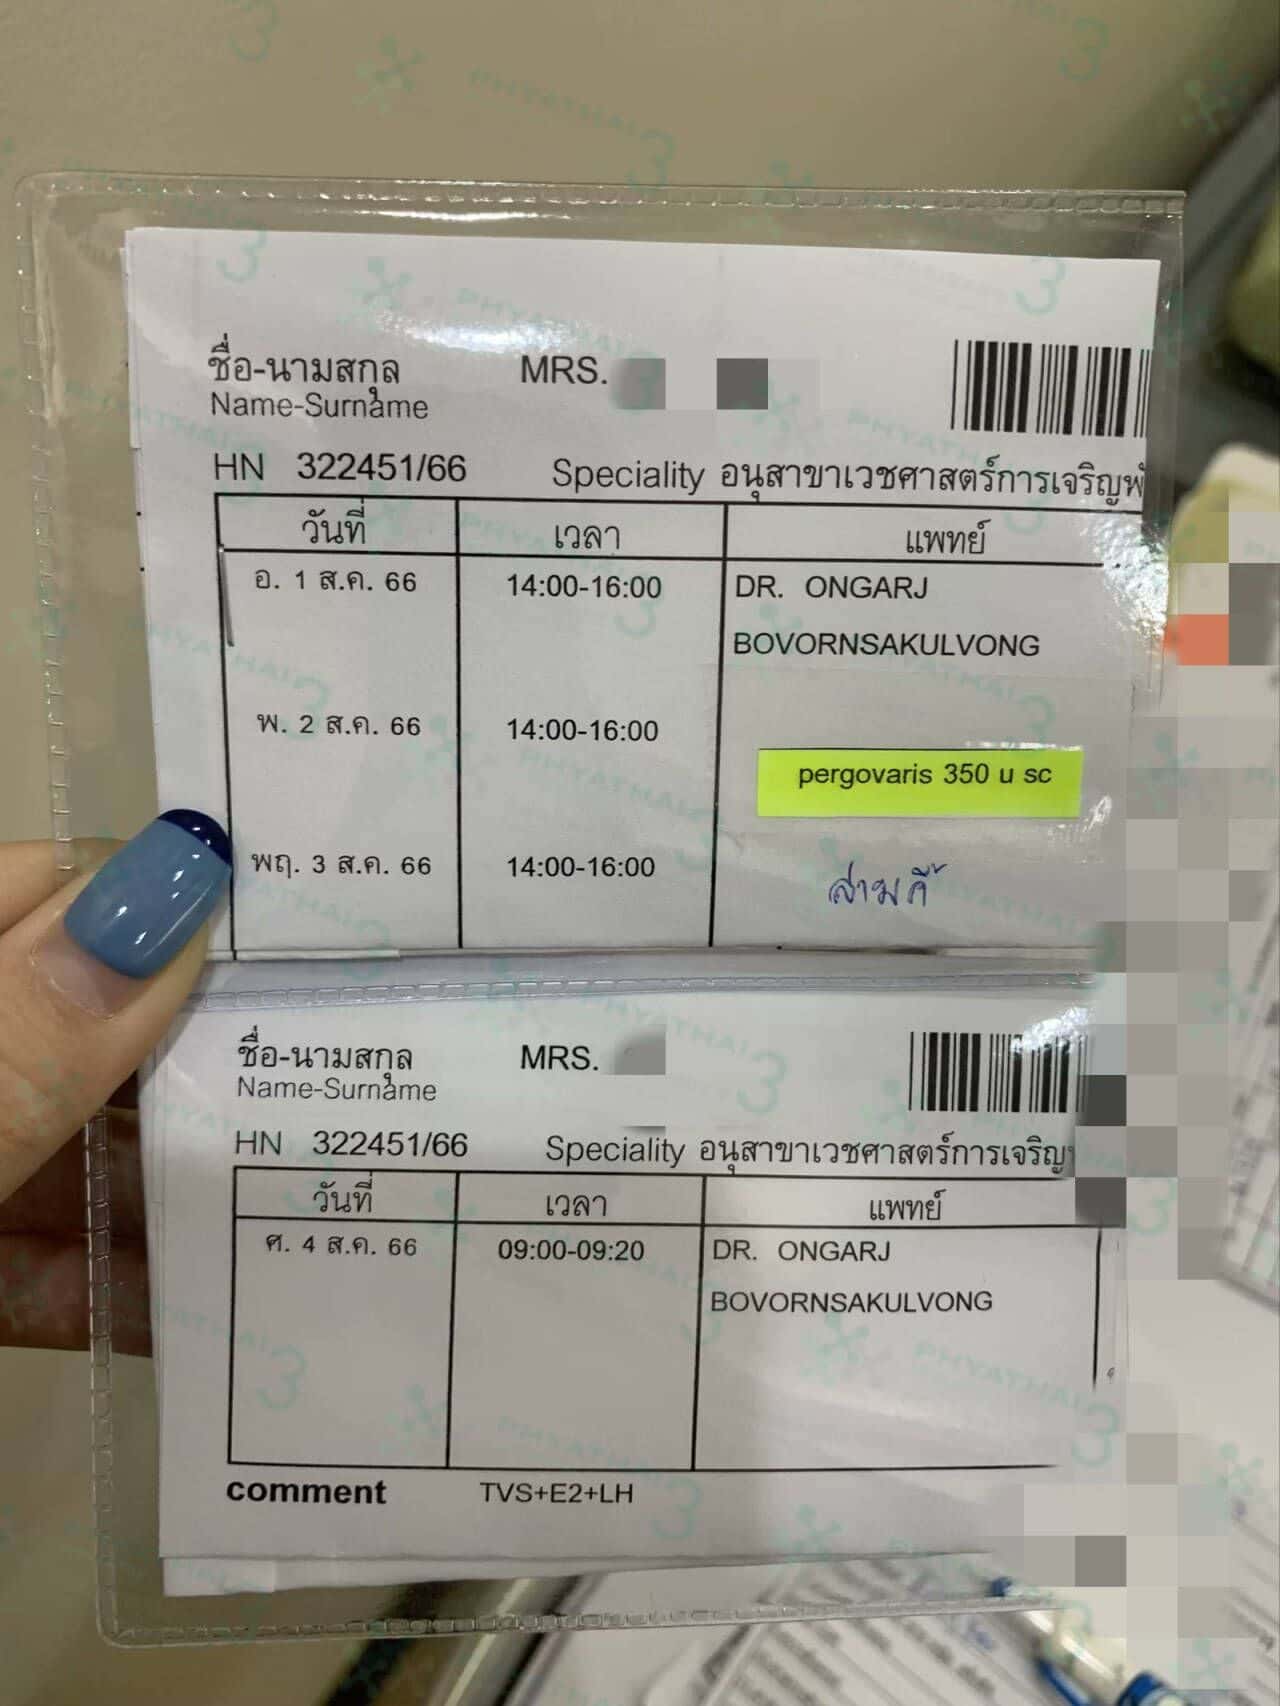 ชื่อ-นามสกุล MRS.
Name-Surname
HN 322451/66 Speciality อนุสาขาเวชศาสตร์การเจริญพั
วันที่ เวลา แพทย์
อ. 1 ส.ค. 66 14:00-16:00 DR. ONGARJ
BOVORNSAKULVONG
พ. 2 ส.ค. 66 14:00-16:00
pergovaris 350 u sc
พฤ. 3 ส.ค. 66 14:00-16:00
ชื่อ-นามสกุล MRS.
Name-Surname
HN 322451/66 Speciality อนุสาขาเวชศาสตร์การเจริญ
วันที่ เวลา แพทย์
ศ. 4 ส.ค. 66 09:00-09:20 DR. ONGARJ
BOVORNSAKULVONG
comment TVS+E2+LH
PHYATHAI 3